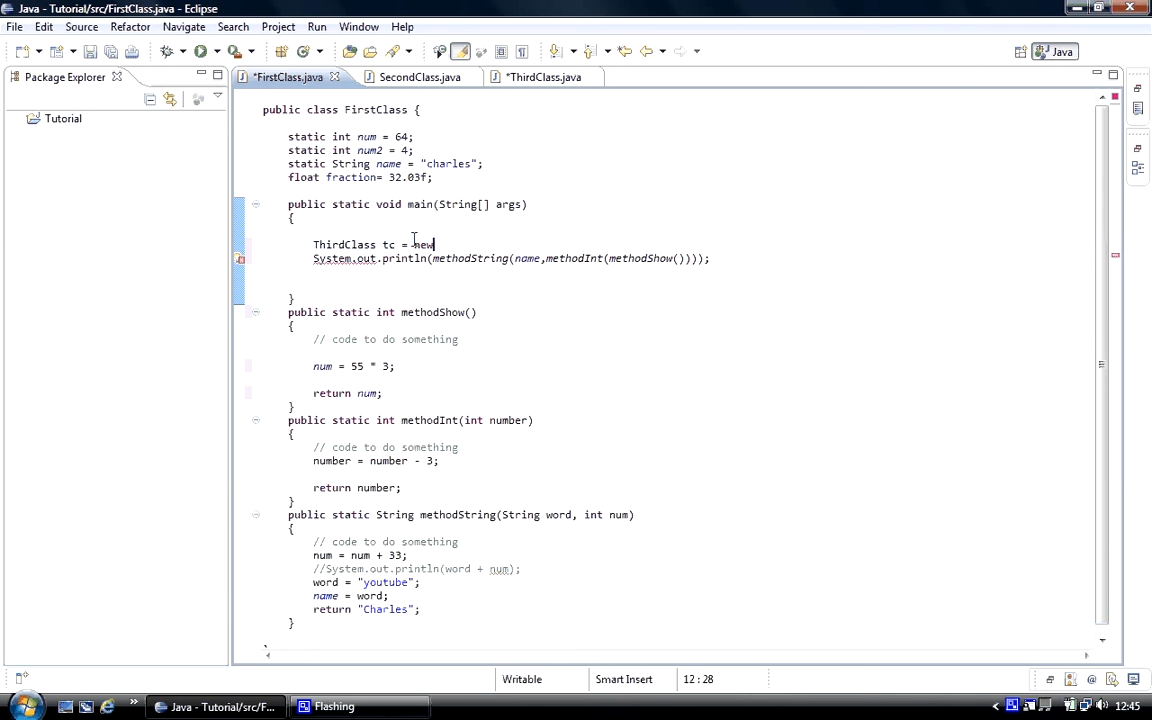 Java - Tutorial/src/FirstClass.java - Eclipse
File Edit Source Refactor Navigate Search Project Run Window Help
Java
Package Explorer
*FirstClass.java SecondClass.java *ThirdClass.java
Tutorial
public class FirstClass {
static int num = 64;
static int num2 = 4;
static String name = "charles";
float fraction= 32.03f;
public static void main(String[] args)
{
ThirdClass tc = new
System.out.println(methodString(name,methodInt(methodShow())));
}
public static int methodShow()
{
// code to do something
num = 55 * 3;
return num;
}
public static int methodInt(int number)
{
// code to do something
number = number - 3;
return number;
}
public static String methodString(String word, int num)
{
// code to do something
num = num + 33;
//System.out.println(word + num);
word = "youtube";
name = word;
return "Charles";
}
Writable Smart Insert 12 : 28
Java - Tutorial/src/F... Flashing 12:45